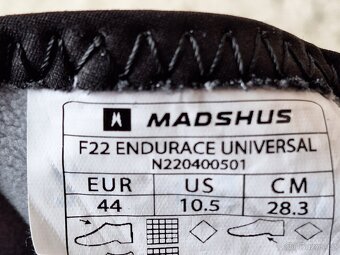 MADSHUS
F22 ENDURACE UNIVERSAL
N220400501
EUR US CM
44 10.5 28.3